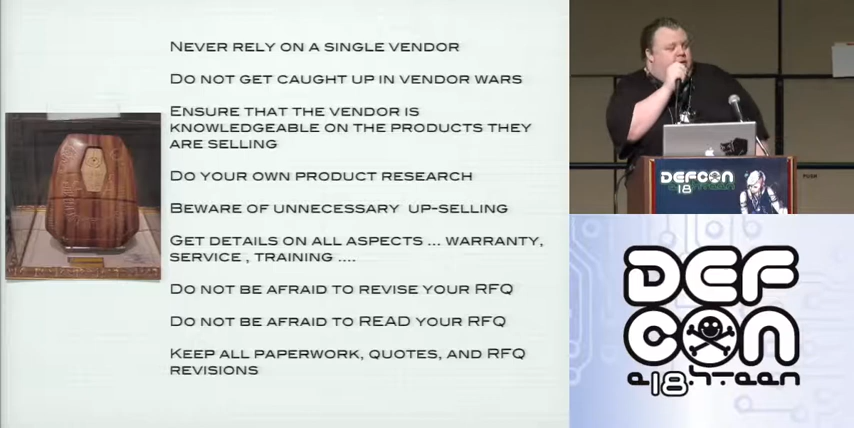 NEVER RELY ON A SINGLE VENDOR
DO NOT GET CAUGHT UP IN VENDOR WARS
ENSURE THAT THE VENDOR IS
KNOWLEDGEABLE ON THE PRODUCTS THEY
ARE SELLING
DO YOUR OWN PRODUCT RESEARCH
BEWARE OF UNNECESSARY UP-SELLING
GET DETAILS ON ALL ASPECTS ... WARRANTY,
SERVICE , TRAINING ....
DO NOT BE AFRAID TO REVISE YOUR RFQ
DO NOT BE AFRAID TO READ YOUR RFQ
KEEP ALL PAPERWORK, QUOTES, AND RFQ
REVISIONS
DEFCON
18
PUSH
DEF
CON
e.18.h-teen